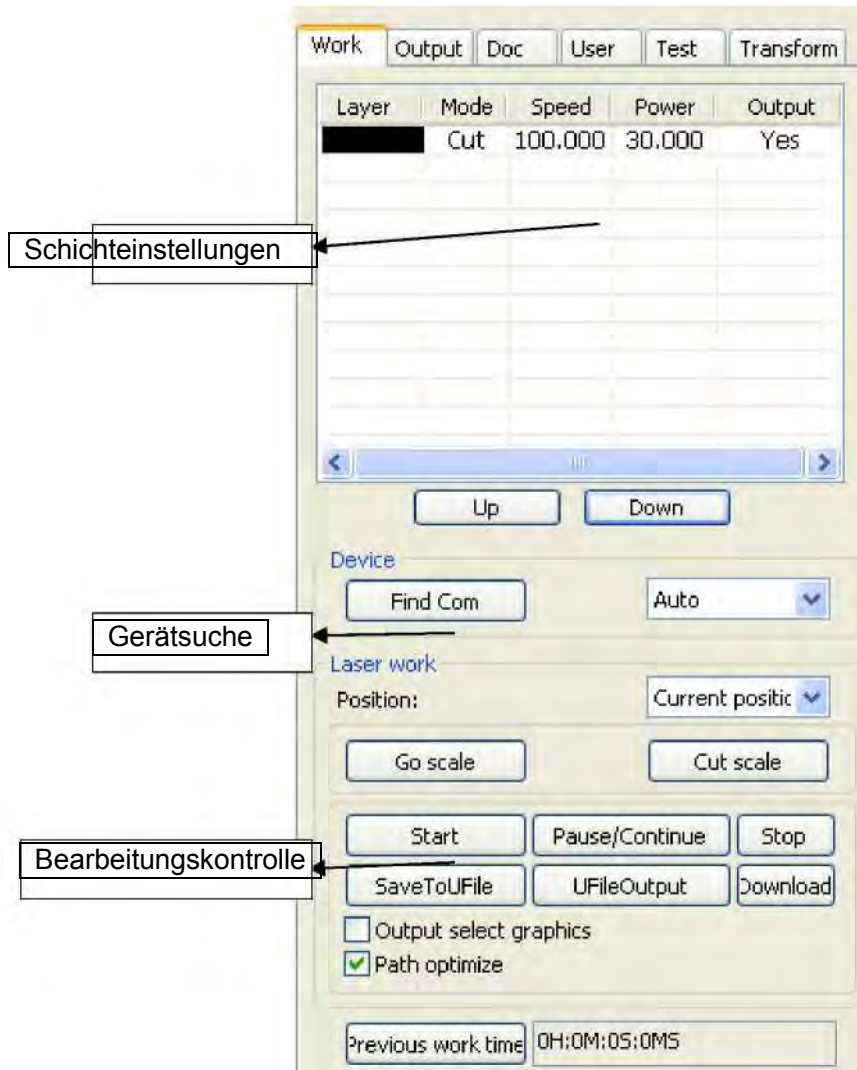 Work Output Doc User Test Transform
Layer Mode Speed Power Output
Cut 100.000 30.000 Yes
Schichteinstellungen
Up Down
Device
Find Com Auto
Gerätsuche
Laser work
Position: Current positic
Go scale Cut scale
Start Pause/Continue Stop
Bearbeitungskontrolle
SaveToUFile UFileOutput Download
Output select graphics
Path optimize
Previous work time 0H:0M:0S:0MS